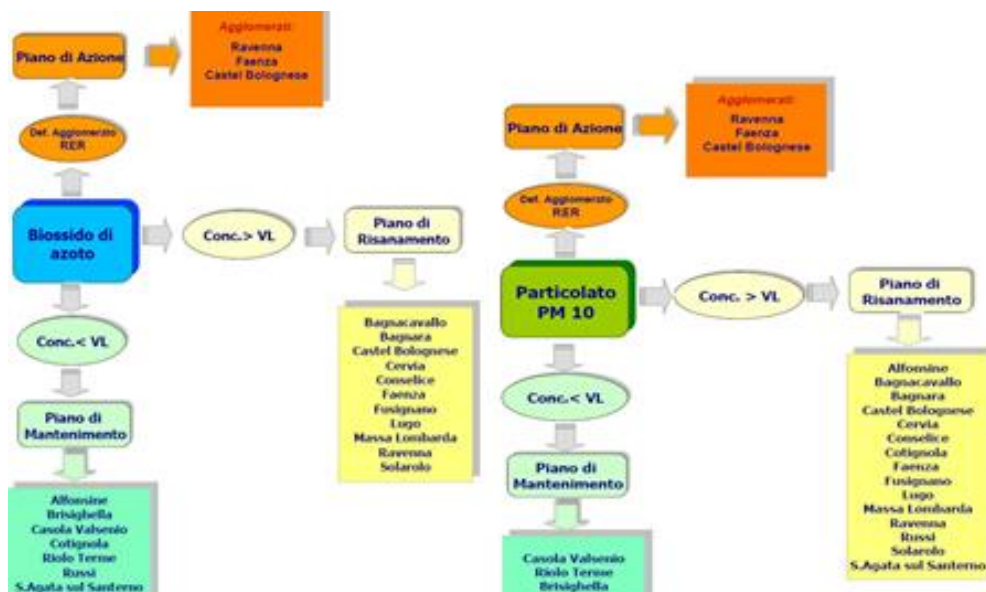 Piano di Azione
Agglomerati:
Ravenna
Faenza
Castel Bolognese
Def. Agglomerato
RER
Biossido di
azoto
Conc.> VL
Piano di
Risanamento
Bagnacavallo
Bagnara
Castel Bolognese
Cervia
Conselice
Faenza
Fusignano
Lugo
Massa Lombarda
Ravenna
Solarolo
Conc.< VL
Piano di
Mantenimento
Alfonsine
Brisighella
Casola Valsenio
Cotignola
Riolo Terme
Russi
S.Agata sul Santerno
Piano di Azione
Agglomerati:
Ravenna
Faenza
Castel Bolognese
Def. Agglomerato
RER
Particolato
PM 10
Conc. > VL
Piano di
Risanamento
Alfonsine
Bagnacavallo
Bagnara
Castel Bolognese
Cervia
Conselice
Cotignola
Faenza
Fusignano
Lugo
Massa Lombarda
Ravenna
Russi
Solarolo
S.Agata sul Santerno
Conc.< VL
Piano di
Mantenimento
Casola Valsenio
Riolo Terme
Brisighella